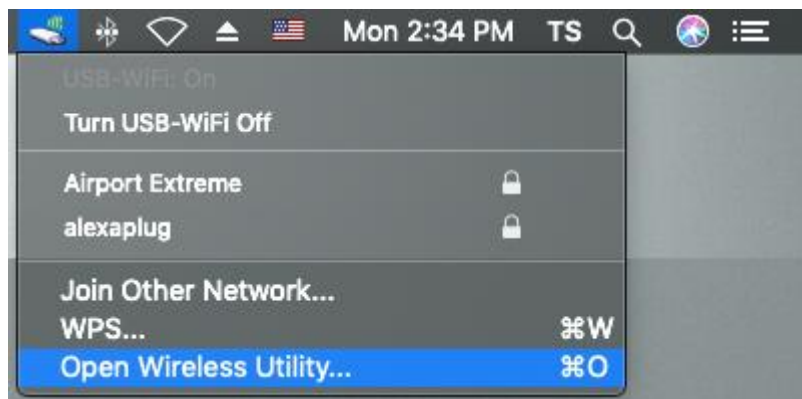 Mon 2:34 PM TS
USB-WiFi: On
Turn USB-WiFi Off
Airport Extreme
alexaplug
Join Other Network...
WPS... ⌘W
Open Wireless Utility... ⌘O